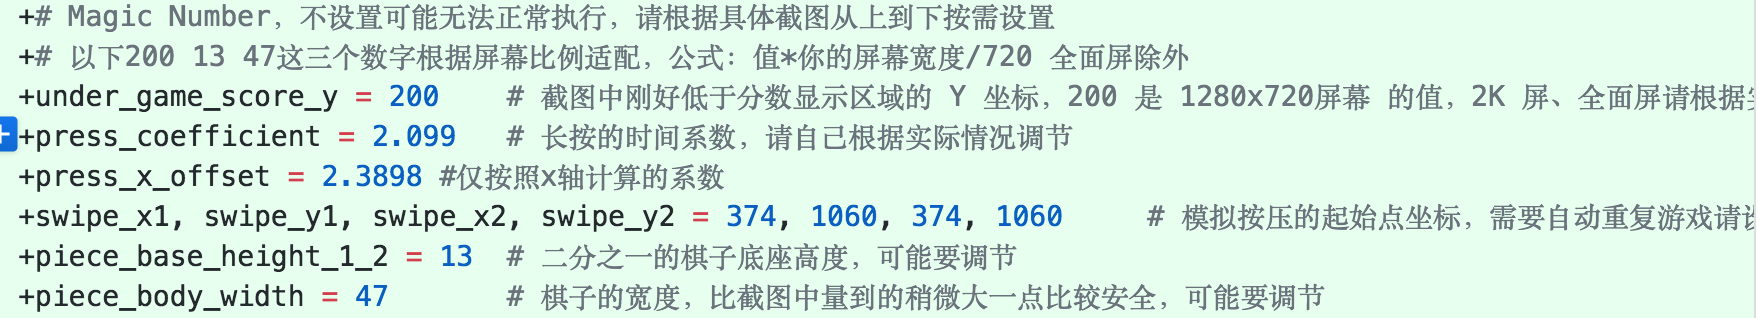 +# Magic Number，不设置可能无法正常执行，请根据具体截图从上到下按需设置
+# 以下200 13 47这三个数字根据屏幕比例适配，公式：值*你的屏幕宽度/720 全面屏除外
+under_game_score_y = 200    # 截图中刚好低于分数显示区域的 Y 坐标，200 是 1280x720屏幕 的值，2K 屏、全面屏请根据
+press_coefficient = 2.099   # 长按的时间系数，请自己根据实际情况调节
+press_x_offset = 2.3898 #仅按照x轴计算的系数
+swipe_x1, swipe_y1, swipe_x2, swipe_y2 = 374, 1060, 374, 1060     # 模拟按压的起始点坐标，需要自动重复游戏请
+piece_base_height_1_2 = 13  # 二分之一的棋子底座高度，可能要调节
+piece_body_width = 47       # 棋子的宽度，比截图中量到的稍微大一点比较安全，可能要调节